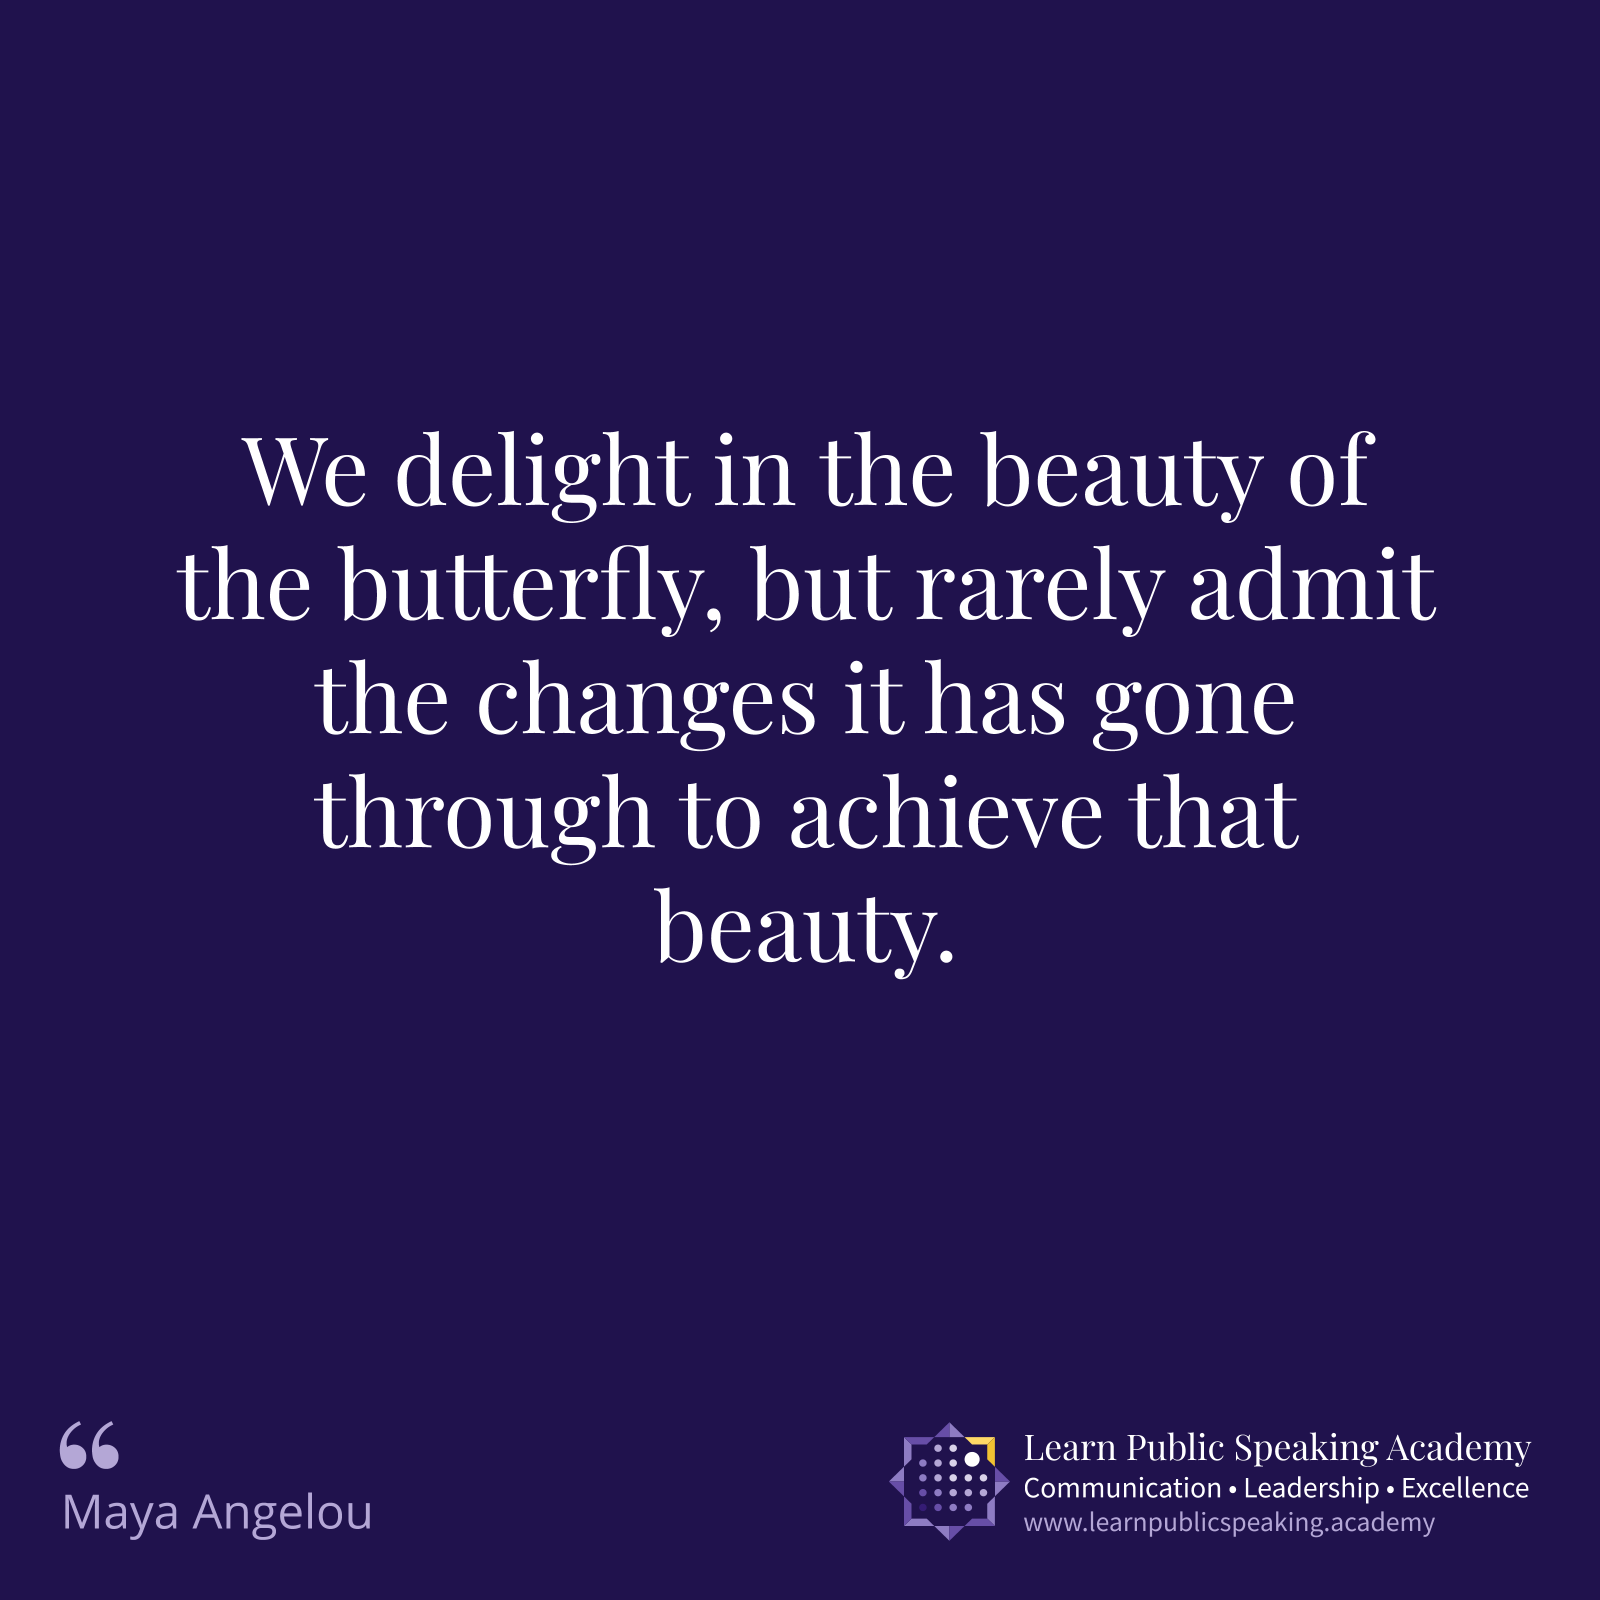 We delight in the beauty of
the butterfly, but rarely admit
the changes it has gone
through to achieve that
beauty.
“
Maya Angelou
Learn Public Speaking Academy
Communication • Leadership • Excellence
www.learnpublicspeaking.academy